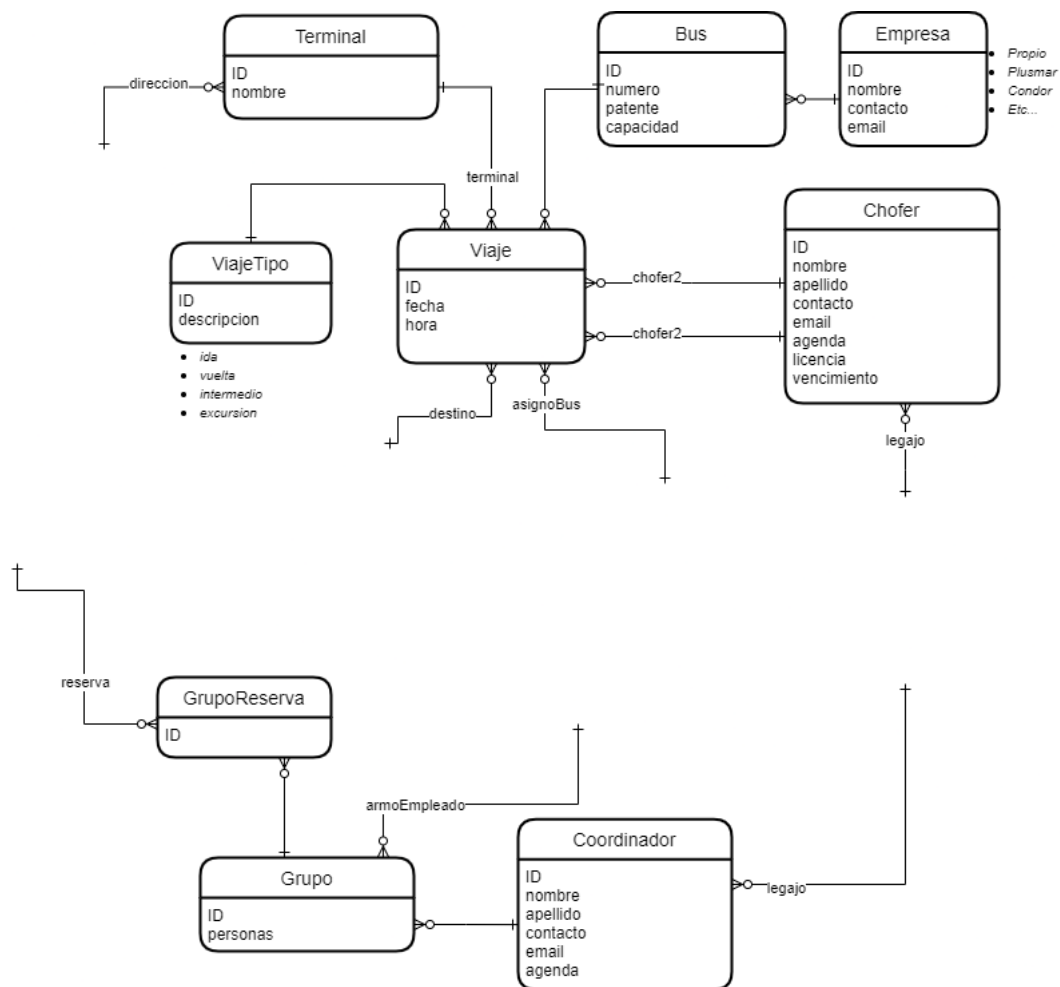 Terminal
ID
nombre
direccion
terminal
Bus
ID
numero
patente
capacidad
Empresa
ID
nombre
contacto
email
Propio
Plusmar
Condor
Etc...
ViajeTipo
ID
descripcion
ida
vuelta
intermedio
excursion
Viaje
ID
fecha
hora
chofer2
chofer2
destino
asignoBus
Chofer
ID
nombre
apellido
contacto
email
agenda
licencia
vencimiento
legajo
reserva
GrupoReserva
ID
armoEmpleado
Grupo
ID
personas
Coordinador
ID
nombre
apellido
contacto
email
agenda
legajo